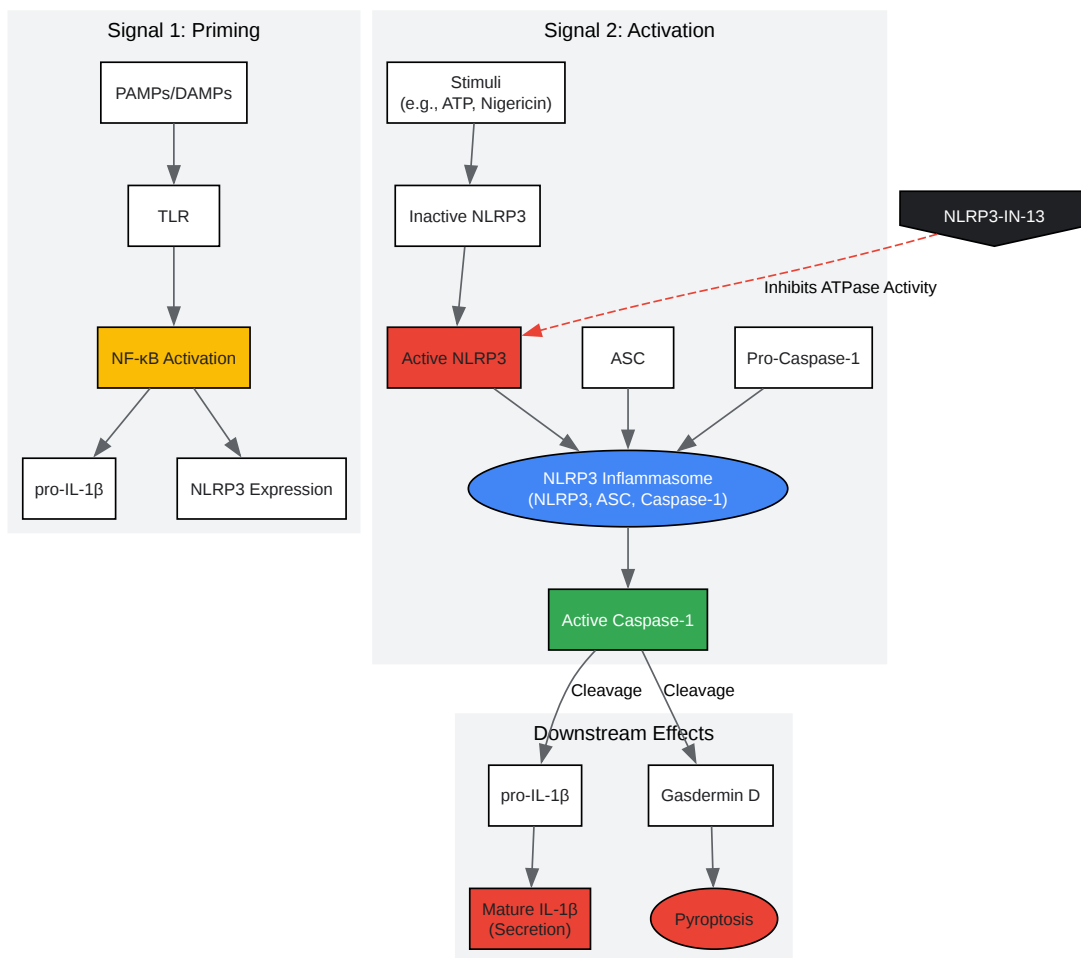 Signal 1: Priming
PAMPs/DAMPs
TLR
NF-κB Activation
pro-IL-1β
NLRP3 Expression
Signal 2: Activation
Stimuli
(e.g., ATP, Nigericin)
Inactive NLRP3
NLRP3-IN-13
Inhibits ATPase Activity
Active NLRP3
ASC
Pro-Caspase-1
NLRP3 Inflammasome
(NLRP3, ASC, Caspase-1)
Active Caspase-1
Cleavage
Cleavage
Downstream Effects
pro-IL-1β
Gasdermin D
Mature IL-1β
(Secretion)
Pyroptosis